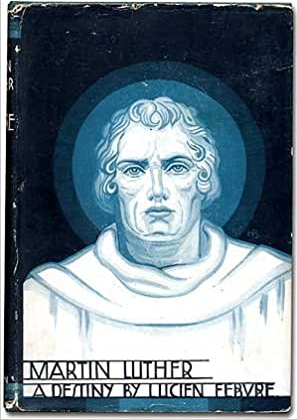 MARTIN LUTHER
A DESTINY BY LUCIEN FEBVRE